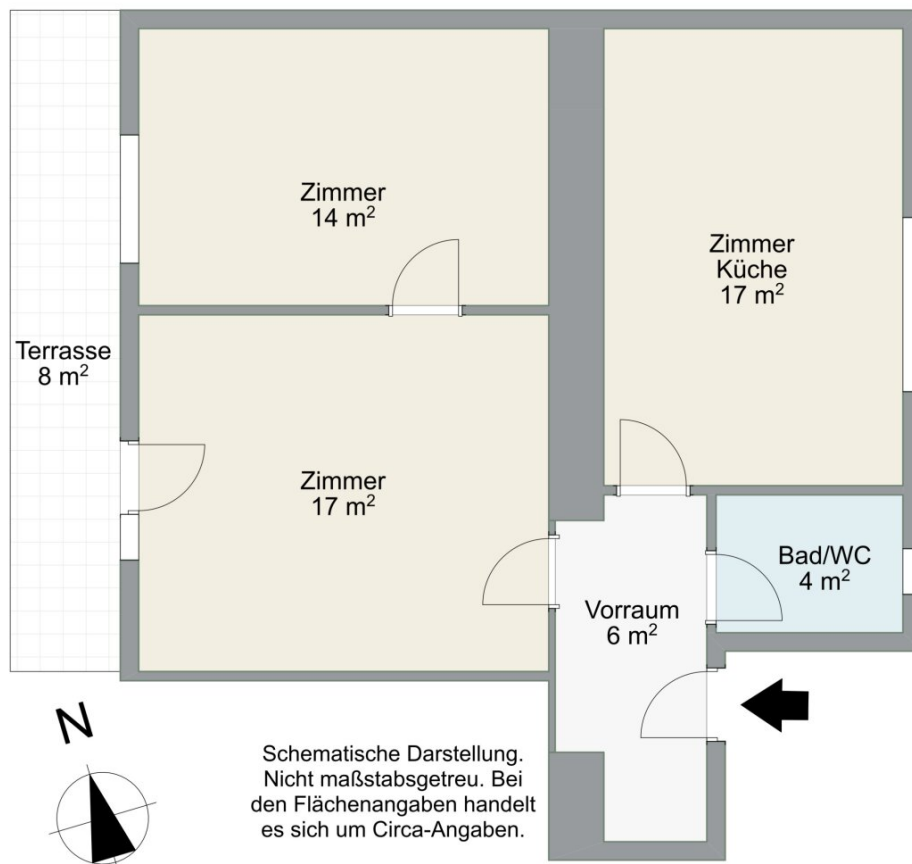 Zimmer
14 m²
Zimmer
Küche
17 m²
Terrasse
8 m²
Zimmer
17 m²
Bad/WC
4 m²
Vorraum
6 m²
N
Schematische Darstellung.
Nicht maßstabsgetreu. Bei
den Flächenangaben handelt
es sich um Circa-Angaben.